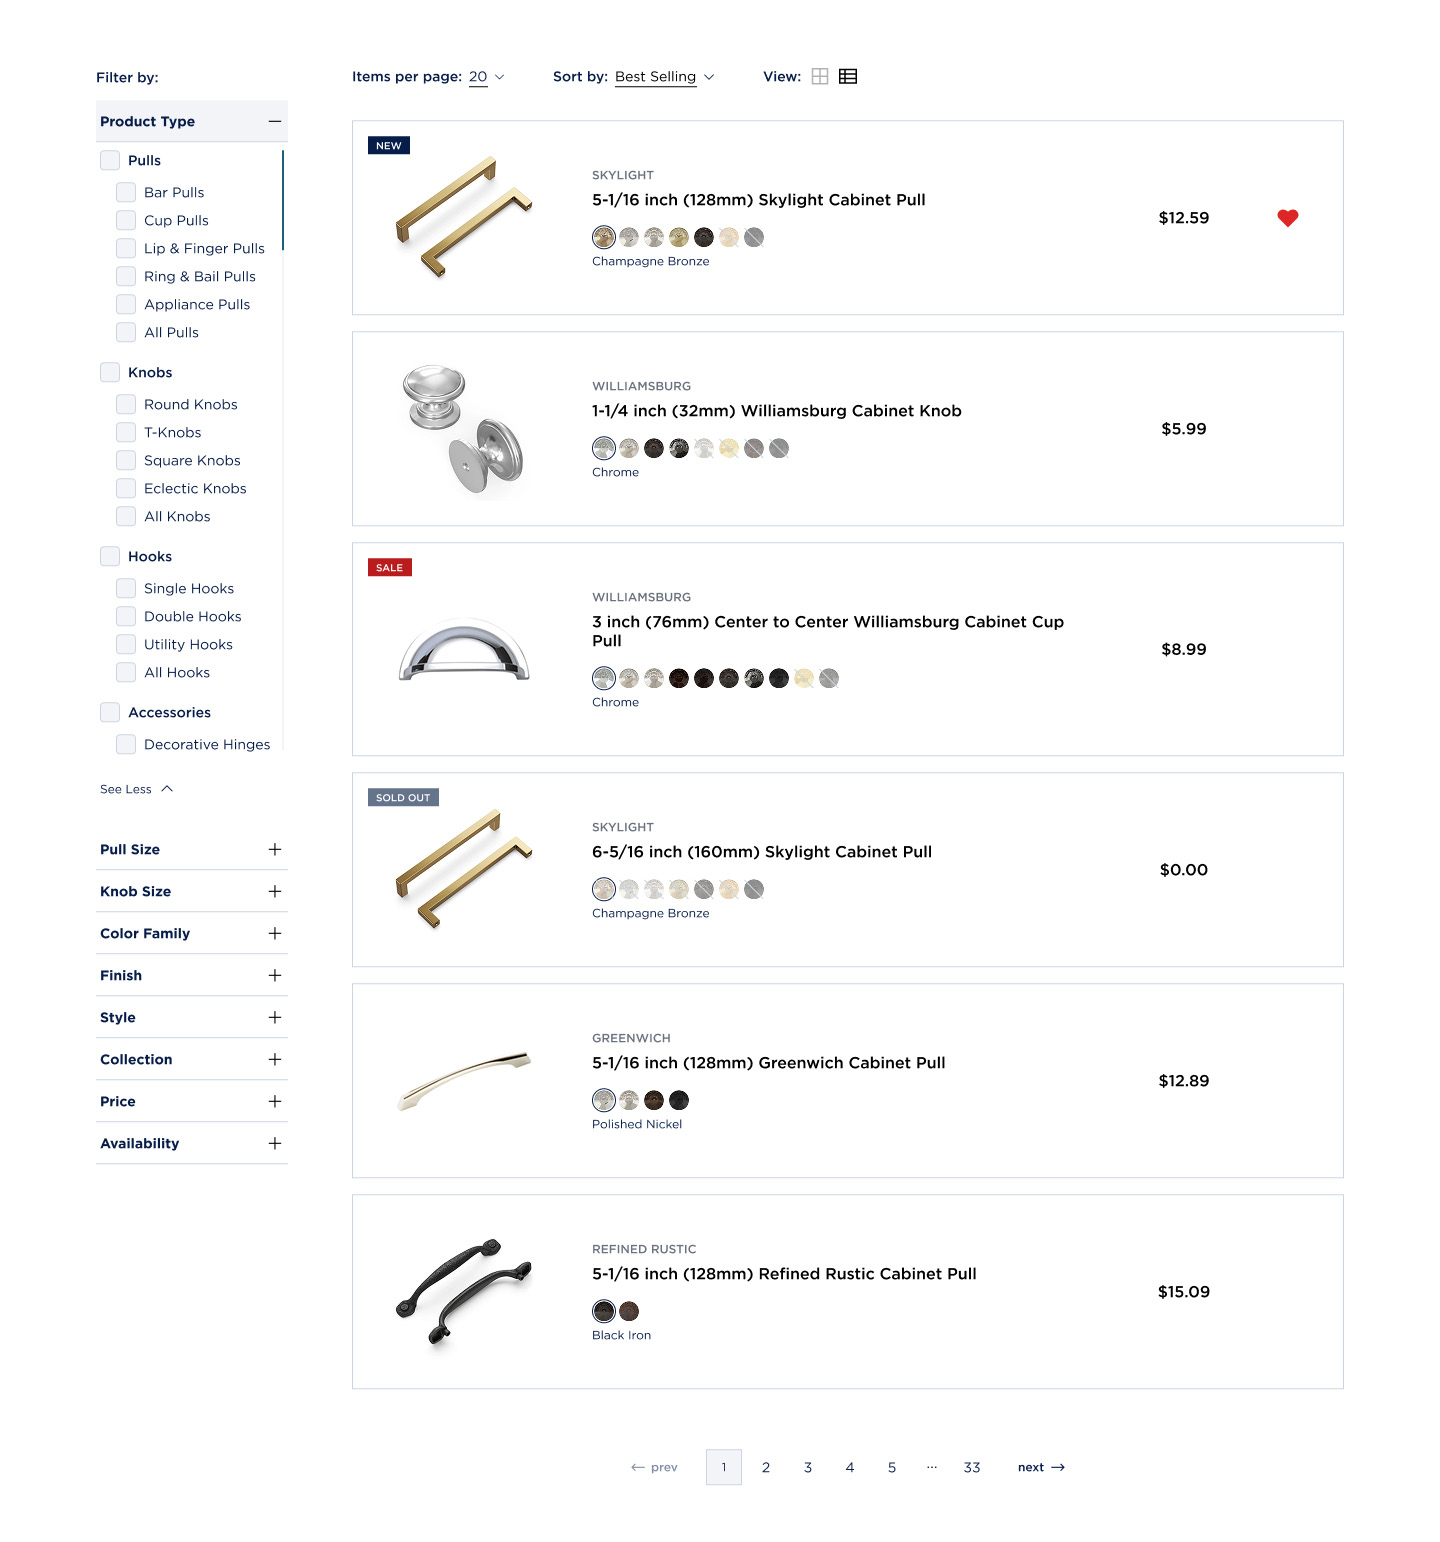 Filter by:
Items per page: 20
Sort by: Best Selling
View:
Product Type
Pulls
Bar Pulls
Cup Pulls
Lip & Finger Pulls
Ring & Bail Pulls
Appliance Pulls
All Pulls
Knobs
Round Knobs
T-Knobs
Square Knobs
Eclectic Knobs
All Knobs
Hooks
Single Hooks
Double Hooks
Utility Hooks
All Hooks
Accessories
Decorative Hinges
See Less
Pull Size
Knob Size
Color Family
Finish
Style
Collection
Price
Availability
NEW
SKYLIGHT
5-1/16 inch (128mm) Skylight Cabinet Pull
Champagne Bronze
$12.59
WILLIAMSBURG
1-1/4 inch (32mm) Williamsburg Cabinet Knob
Chrome
$5.99
SALE
WILLIAMSBURG
3 inch (76mm) Center to Center Williamsburg Cabinet Cup
Pull
Chrome
$8.99
SOLD OUT
SKYLIGHT
6-5/16 inch (160mm) Skylight Cabinet Pull
Champagne Bronze
$0.00
GREENWICH
5-1/16 inch (128mm) Greenwich Cabinet Pull
Polished Nickel
$12.89
REFINED RUSTIC
5-1/16 inch (128mm) Refined Rustic Cabinet Pull
Black Iron
$15.09
← prev 1 2 3 4 5 ... 33 next →